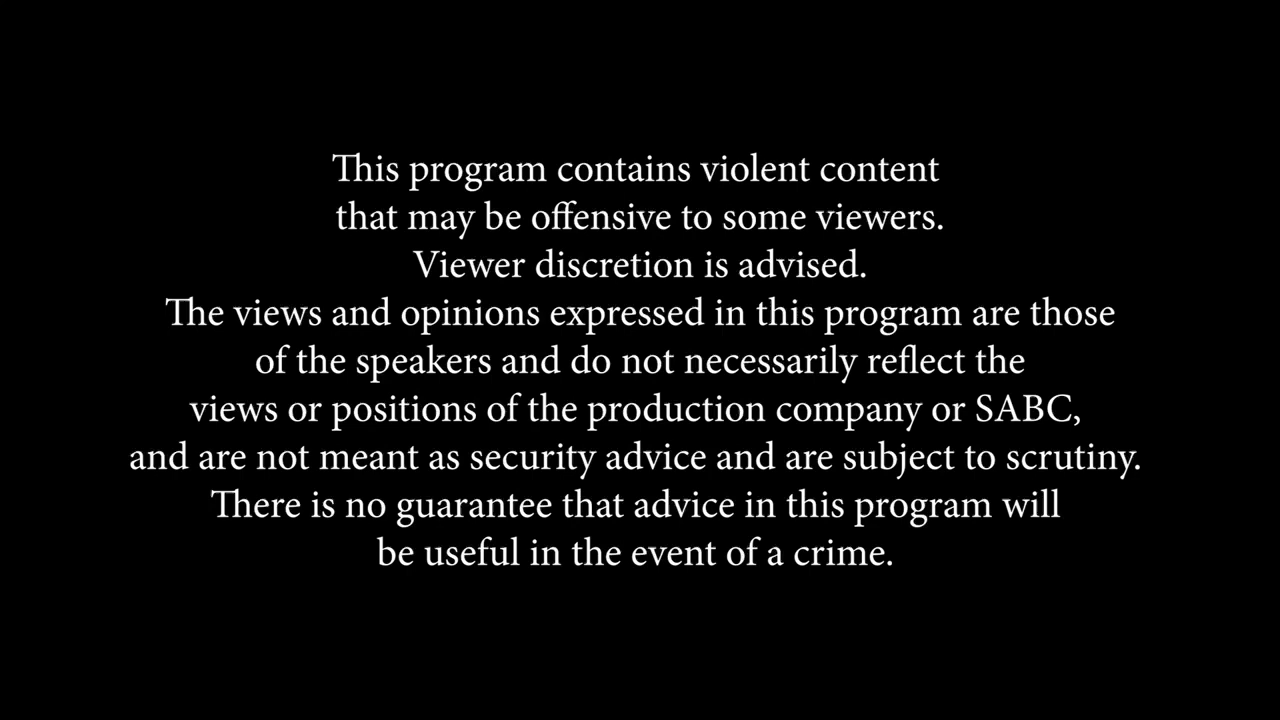 This program contains violent content
that may be offensive to some viewers.
Viewer discretion is advised.
The views and opinions expressed in this program are those
of the speakers and do not necessarily reflect the
views or positions of the production company or SABC,
and are not meant as security advice and are subject to scrutiny.
There is no guarantee that advice in this program will
be useful in the event of a crime.